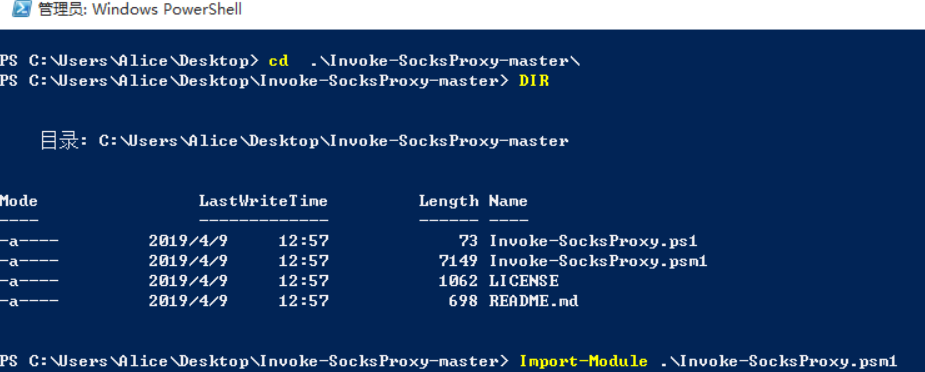 管理员: Windows PowerShell
PS C:\Users\Alice\Desktop> cd .\Invoke-SocksProxy-master\
PS C:\Users\Alice\Desktop\Invoke-SocksProxy-master> DIR
目录: C:\Users\Alice\Desktop\Invoke-SocksProxy-master
Mode LastWriteTime Length Name
---- ------------- ------ ----
-a---- 2019/4/9 12:57 73 Invoke-SocksProxy.ps1
-a---- 2019/4/9 12:57 7149 Invoke-SocksProxy.psm1
-a---- 2019/4/9 12:57 1062 LICENSE
-a---- 2019/4/9 12:57 698 README.md
PS C:\Users\Alice\Desktop\Invoke-SocksProxy-master> Import-Module .\Invoke-SocksProxy.psm1